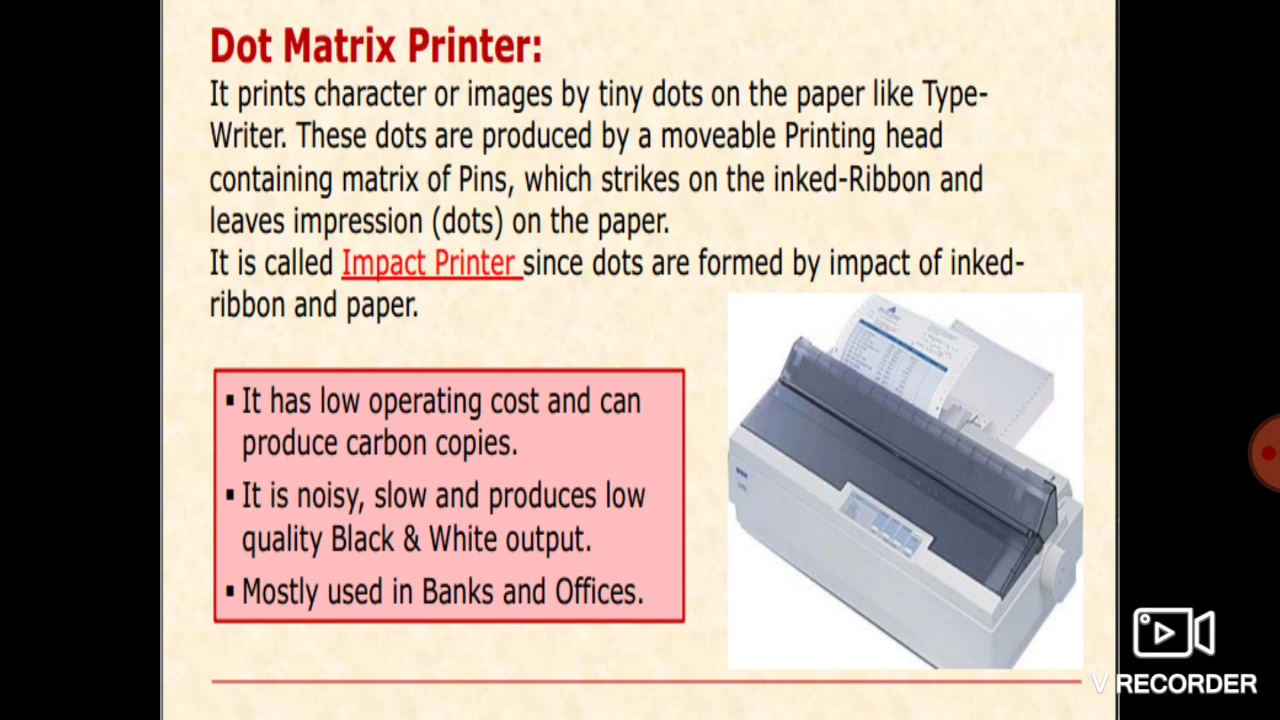 Dot Matrix Printer:
It prints character or images by tiny dots on the paper like Type-
Writer. These dots are produced by a moveable Printing head
containing matrix of Pins, which strikes on the inked-Ribbon and
leaves impression (dots) on the paper.
It is called Impact Printer since dots are formed by impact of inked-
ribbon and paper.
▪ It has low operating cost and can
produce carbon copies.
▪ It is noisy, slow and produces low
quality Black & White output.
▪ Mostly used in Banks and Offices.
V RECORDER